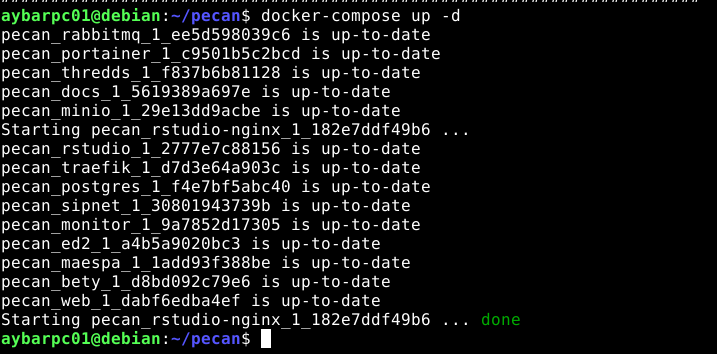 aybarpc01@debian:~/pecan$ docker-compose up -d
pecan_rabbitmq_1_ee5d598039c6 is up-to-date
pecan_portainer_1_c9501b5c2bcd is up-to-date
pecan_thredds_1_f837b6b81128 is up-to-date
pecan_docs_1_5619389a697e is up-to-date
pecan_minio_1_29e13dd9acbe is up-to-date
Starting pecan_rstudio-nginx_1_182e7ddf49b6 ...
pecan_rstudio_1_2777e7c88156 is up-to-date
pecan_traefik_1_d7d3e64a903c is up-to-date
pecan_postgres_1_f4e7bf5abc40 is up-to-date
pecan_sipnet_1_30801943739b is up-to-date
pecan_monitor_1_9a7852d17305 is up-to-date
pecan_ed2_1_a4b5a9020bc3 is up-to-date
pecan_maespa_1_1add93f388be is up-to-date
pecan_bety_1_d8bd092c79e6 is up-to-date
pecan_web_1_dabf6edba4ef is up-to-date
Starting pecan_rstudio-nginx_1_182e7ddf49b6 ... done
aybarpc01@debian:~/pecan$